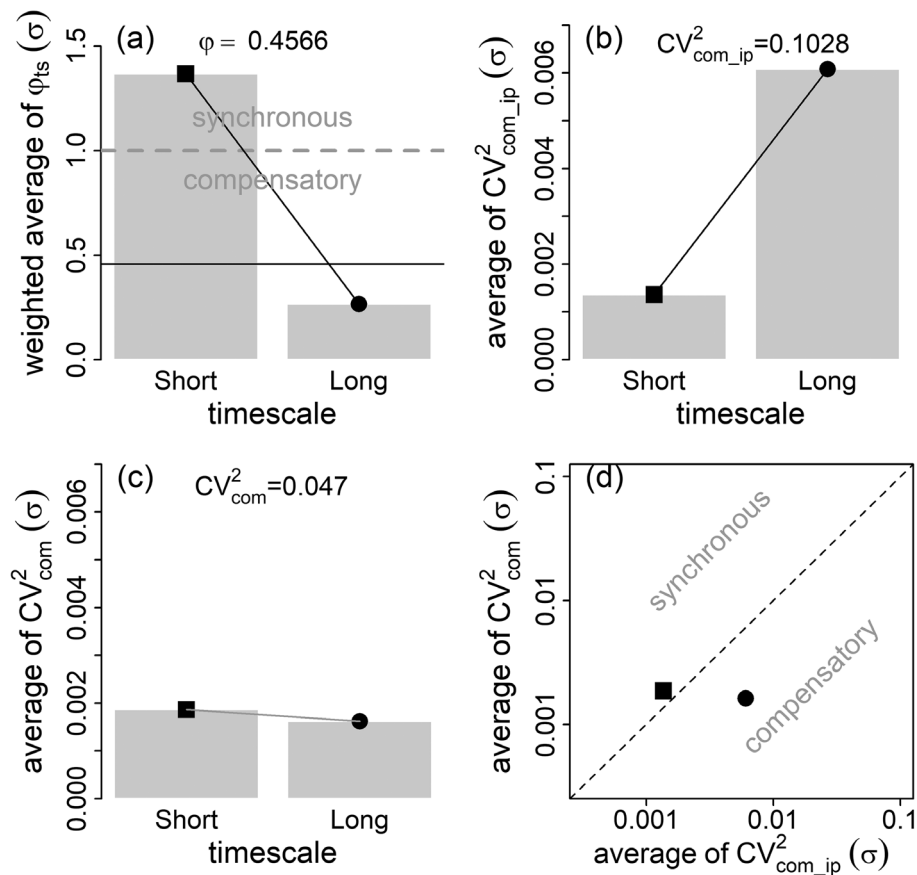 (a)
φ = 0.4566
weighted average of φts (σ)
1.5
1.0
0.5
0.0
synchronous
compensatory
Short Long
timescale
(b)
CV²com_ip=0.1028
average of CV²com_ip (σ)
0.006
0.004
0.002
0.000
Short Long
timescale
(c)
CV²com=0.047
average of CV²com (σ)
0.006
0.004
0.002
0.000
Short Long
timescale
(d)
average of CV²com (σ)
0.1
0.01
0.001
synchronous
compensatory
0.001 0.01 0.1
average of CV²com_ip (σ)